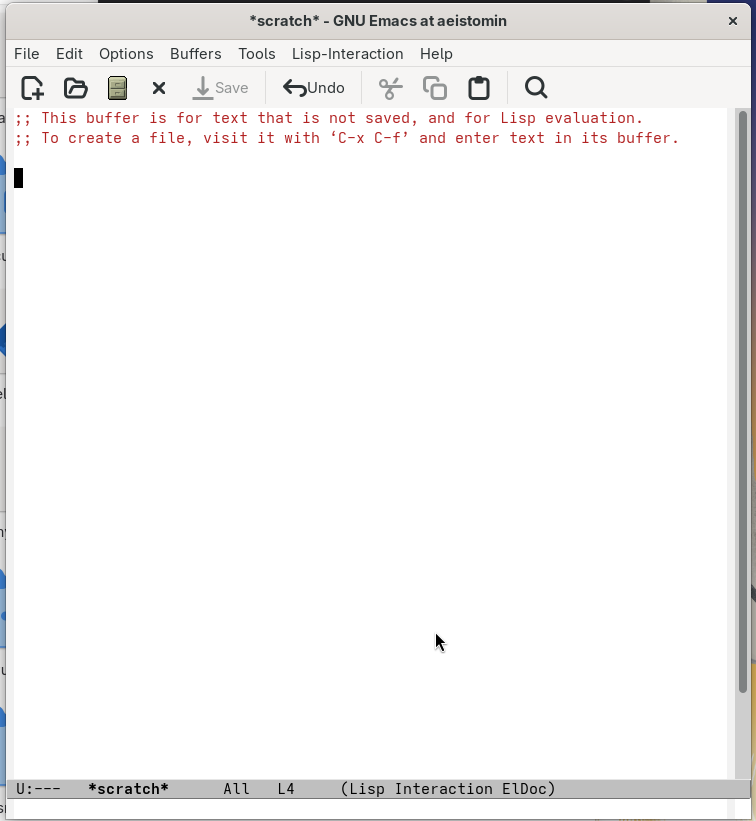 *scratch* - GNU Emacs at aeistomin
File Edit Options Buffers Tools Lisp-Interaction Help
Save Undo
;; This buffer is for text that is not saved, and for Lisp evaluation.
;; To create a file, visit it with ‘C-x C-f’ and enter text in its buffer.
U:--- *scratch* All L4 (Lisp Interaction ElDoc)